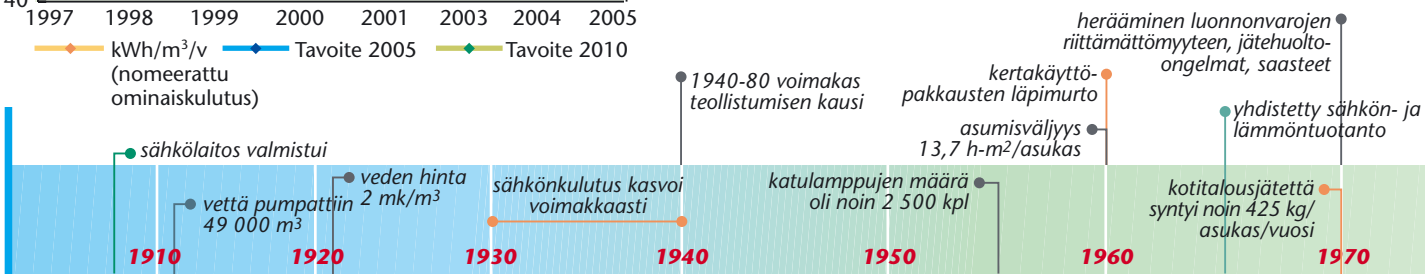 40
1997 1998 1999 2000 2001 2003 2004 2005
kWh/m³/v
(nomeerattu
ominaiskulutus)
Tavoite 2005
Tavoite 2010
sähkölaitos valmistui
vettä pumpattiin
49 000 m³
veden hinta
2 mk/m³
sähkönkulutus kasvoi
voimakkaasti
1940-80 voimakas
teollistumisen kausi
katulamppujen määrä
oli noin 2 500 kpl
kertakäyttö-
pakkausten läpimurto
asumisväljyys
13,7 h-m²/asukas
herääminen luonnonvarojen
riittämättömyyteen, jätehuolto-
ongelmat, saasteet
yhdistetty sähkön- ja
lämmöntuotanto
kotitalousjätettä
syntyi noin 425 kg/
asukas/vuosi
1910 1920 1930 1940 1950 1960 1970